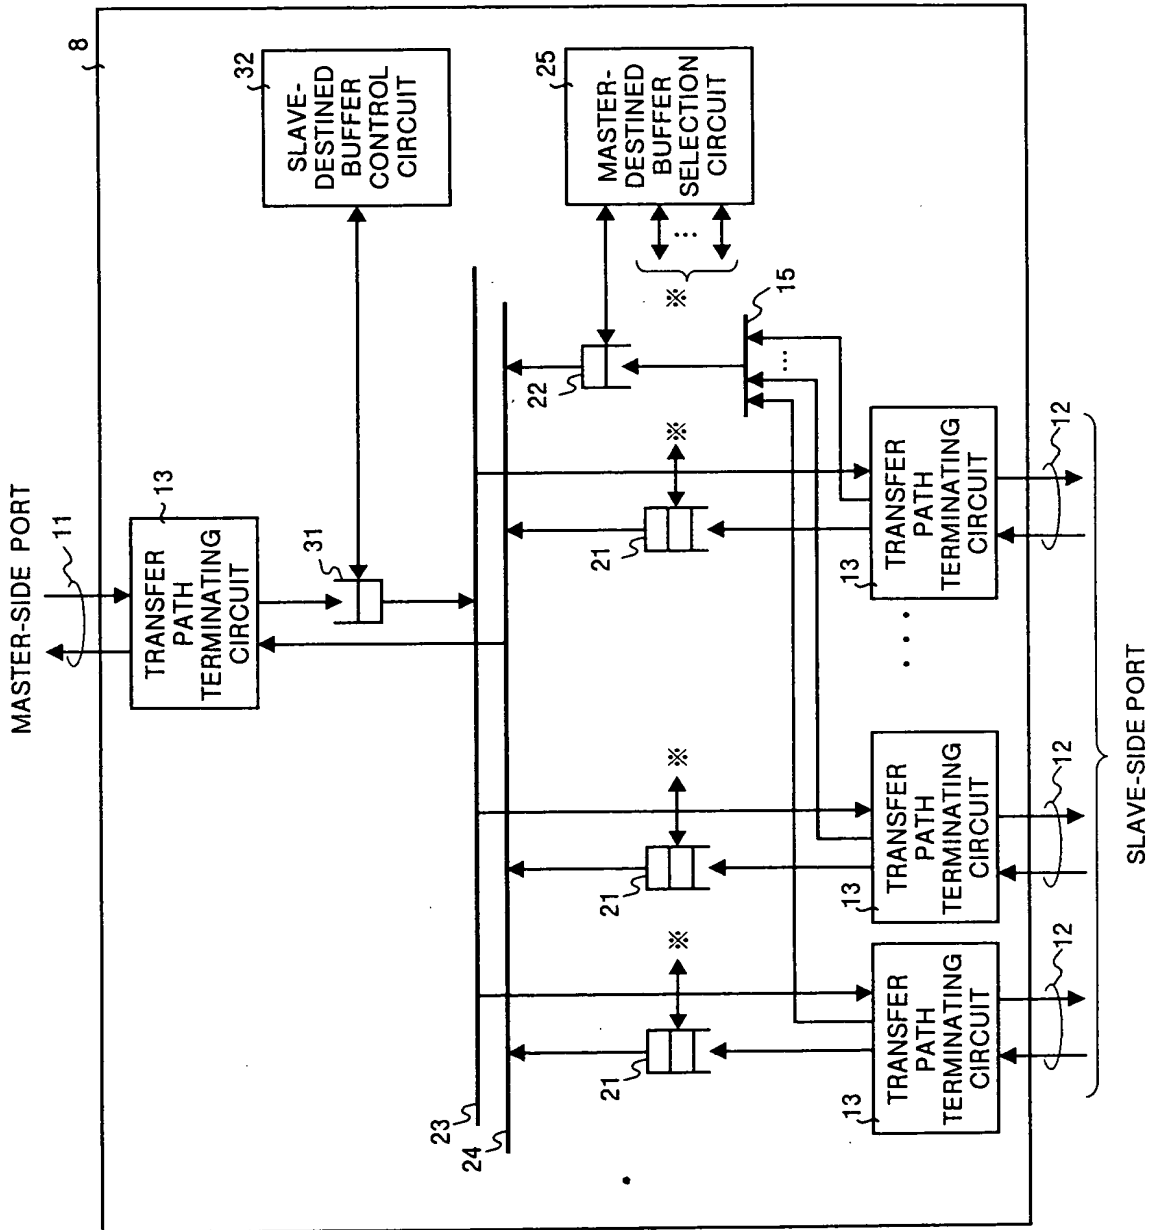 MASTER-SIDE PORT
11
8
TRANSFER
PATH
TERMINATING
CIRCUIT
13
31
SLAVE-
DESTINED
BUFFER
CONTROL
CIRCUIT
32
23
24
MASTER-
DESTINED
BUFFER
SELECTION
CIRCUIT
25
※
...
22
15
...
21
※
21
※
21
※
TRANSFER
PATH
TERMINATING
CIRCUIT
13
12
TRANSFER
PATH
TERMINATING
CIRCUIT
13
12
. . . .
TRANSFER
PATH
TERMINATING
CIRCUIT
13
12
SLAVE-SIDE PORT